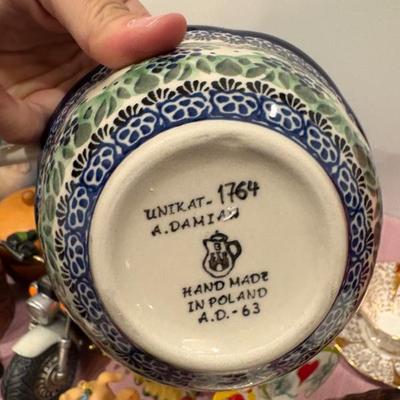 UNIKAT-1764
A.DAMIAN
HAND MADE
IN POLAND
A.D.-63